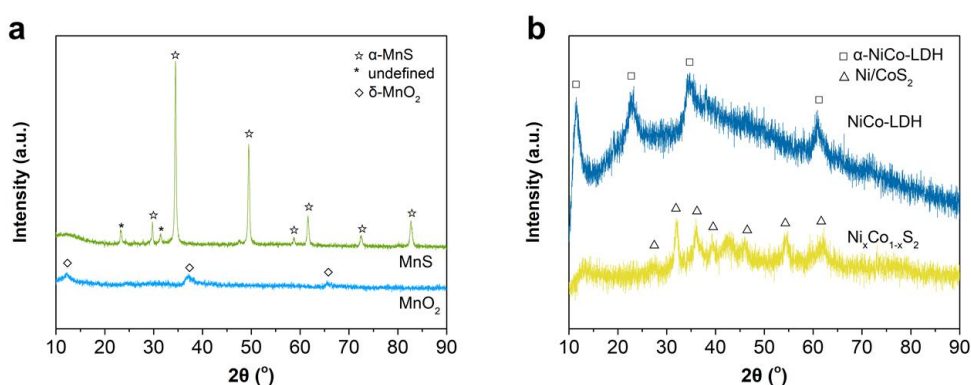 a
☆ α-MnS
* undefined
◇ δ-MnO₂
MnS
MnO₂
Intensity (a.u.)
10 20 30 40 50 60 70 80 90
2θ (°)
b
□ α-NiCo-LDH
△ Ni/CoS₂
NiCo-LDH
NiₓCo₁₋ₓS₂
Intensity (a.u.)
10 20 30 40 50 60 70 80 90
2θ (°)